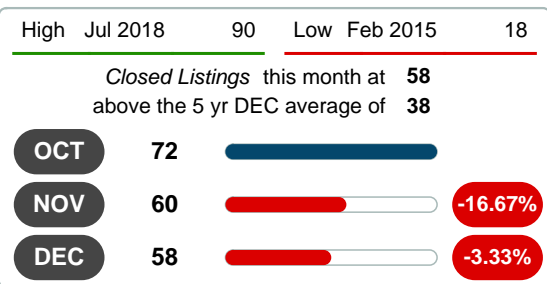 High Jul 2018 90 Low Feb 2015 18
Closed Listings this month at 58
above the 5 yr DEC average of 38
OCT 72
NOV 60 -16.67%
DEC 58 -3.33%